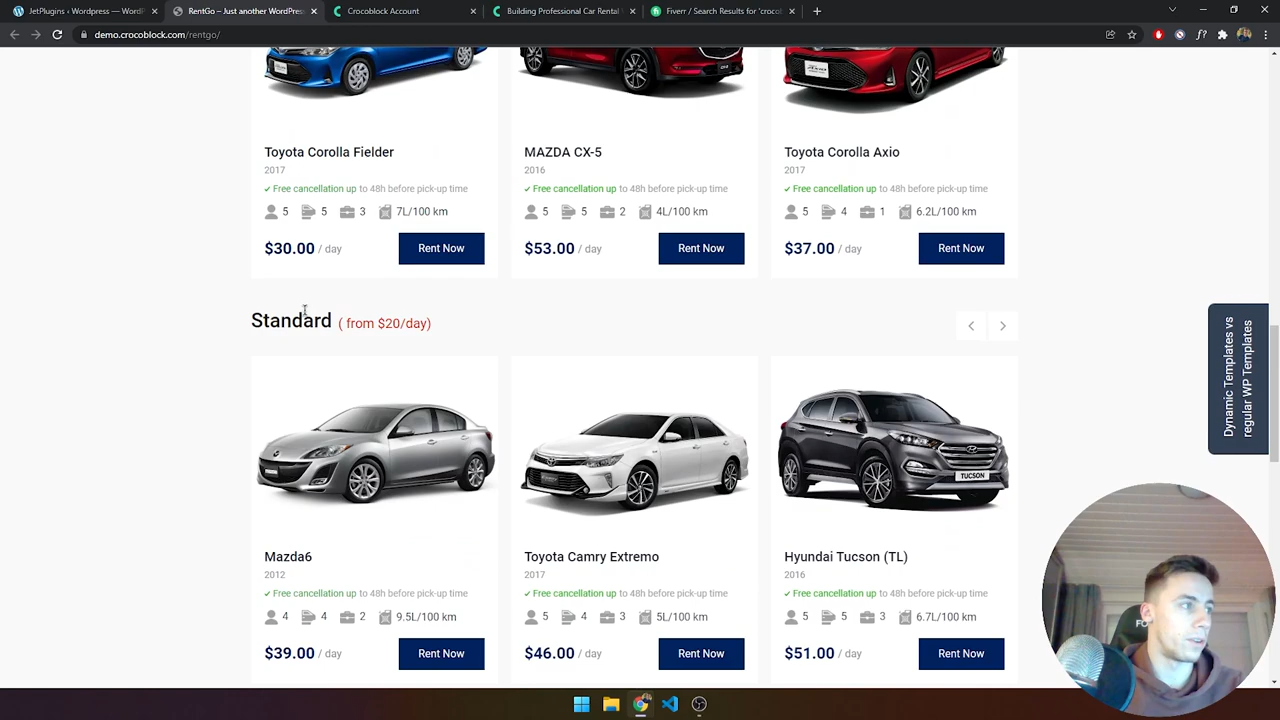 JetPlugins ‹ WordPress ‹ CrocoBl
RentGo – Just another WordPress
Crocoblock Account
Building Professional Car Rental
Fiverr / Search Results for 'croco
demo.crocoblock.com/rentgo/
Toyota Corolla Fielder
2017
✓ Free cancellation up to 48h before pick-up time
5 5 3 7L/100 km
$30.00 / day
Rent Now
MAZDA CX-5
2016
✓ Free cancellation up to 48h before pick-up time
5 5 2 4L/100 km
$53.00 / day
Rent Now
Toyota Corolla Axio
2017
✓ Free cancellation up to 48h before pick-up time
5 4 1 6.2L/100 km
$37.00 / day
Rent Now
Standard ( from $20/day)
Mazda6
2012
✓ Free cancellation up to 48h before pick-up time
4 4 2 9.5L/100 km
$39.00 / day
Rent Now
Toyota Camry Extremo
2017
✓ Free cancellation up to 48h before pick-up time
5 4 3 5L/100 km
$46.00 / day
Rent Now
TUCSON
Hyundai Tucson (TL)
2016
✓ Free cancellation up to 48h before pick-up time
5 5 3 6.7L/100 km
$51.00 / day
Rent Now
Dynamic Templates vs
regular WP Templates